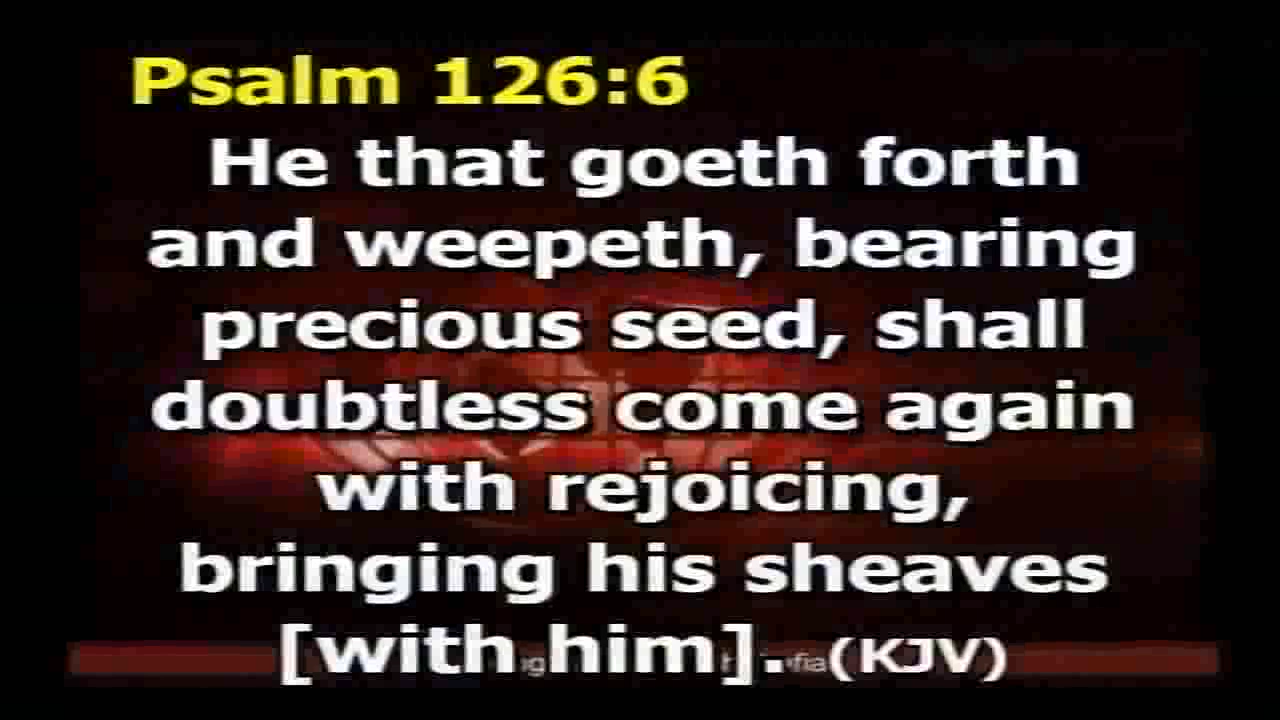 Psalm 126:6
He that goeth forth
and weepeth, bearing
precious seed, shall
doubtless come again
with rejoicing,
bringing his sheaves
[with him]. (KJV)